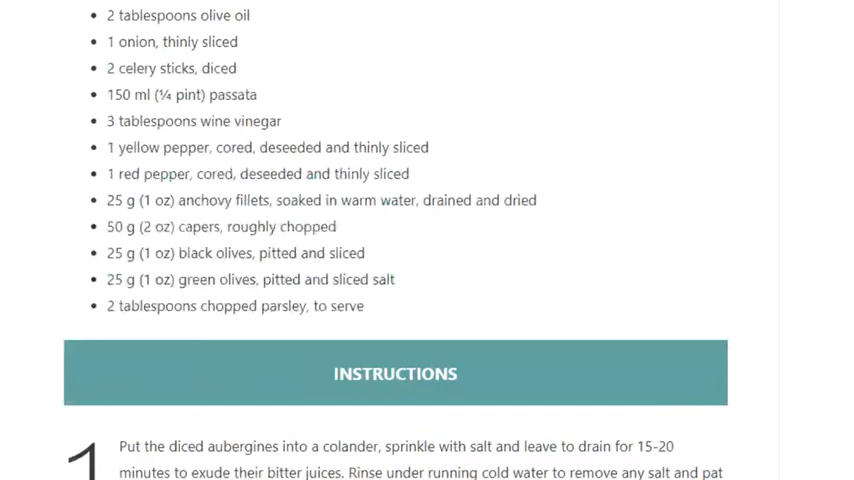 2 tablespoons olive oil
1 onion, thinly sliced
2 celery sticks, diced
150 ml (¼ pint) passata
3 tablespoons wine vinegar
1 yellow pepper, cored, deseeded and thinly sliced
1 red pepper, cored, deseeded and thinly sliced
25 g (1 oz) anchovy fillets, soaked in warm water, drained and dried
50 g (2 oz) capers, roughly chopped
25 g (1 oz) black olives, pitted and sliced
25 g (1 oz) green olives, pitted and sliced salt
2 tablespoons chopped parsley, to serve
INSTRUCTIONS
1 Put the diced aubergines into a colander, sprinkle with salt and leave to drain for 15-20
minutes to exude their bitter juices. Rinse under running cold water to remove any salt and pat